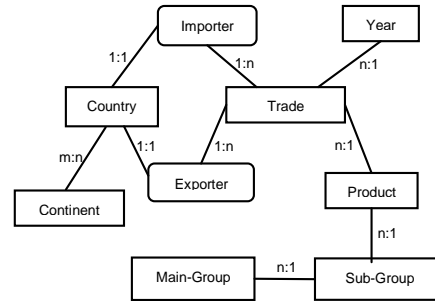 Importer
Year
1:1
1:n
n:1
Country
Trade
m:n
1:1
1:n
n:1
Exporter
Product
Continent
n:1
Main-Group
n:1
Sub-Group